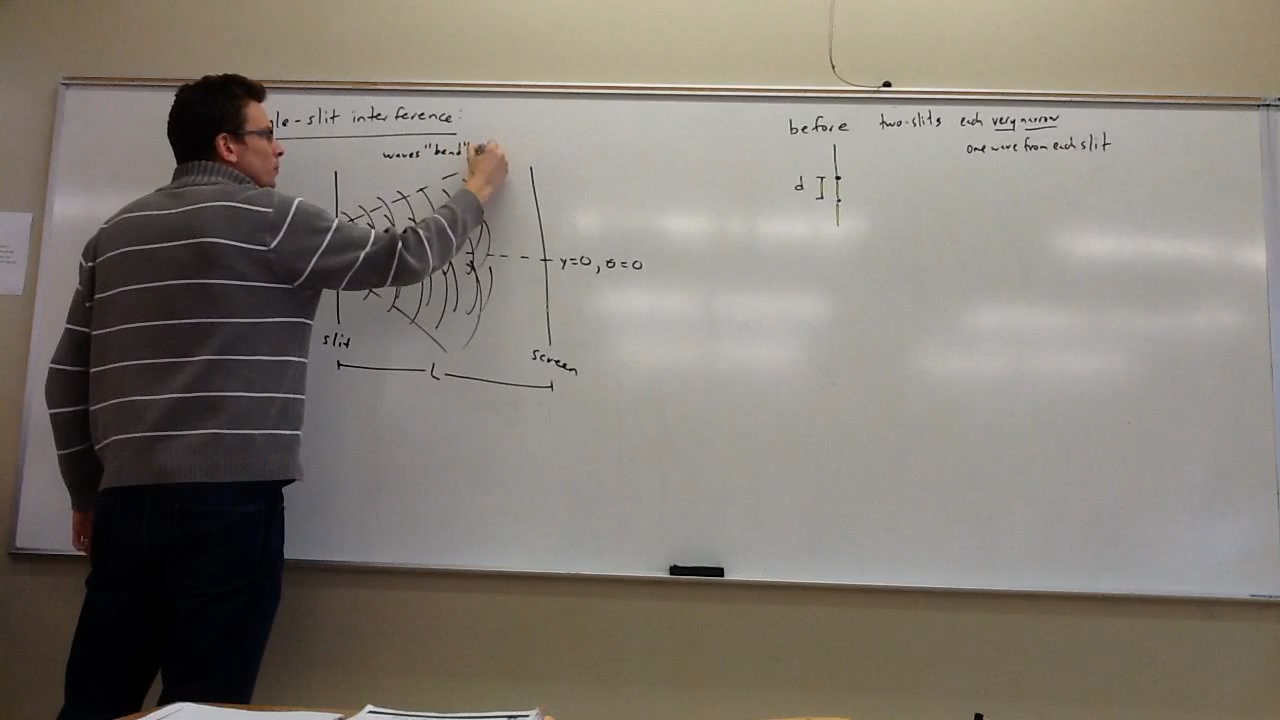 le-slit interference:
waves "bend"
y=0, θ=0
slit
screen
L
before two-slits each very narrow
one wave from each slit
d